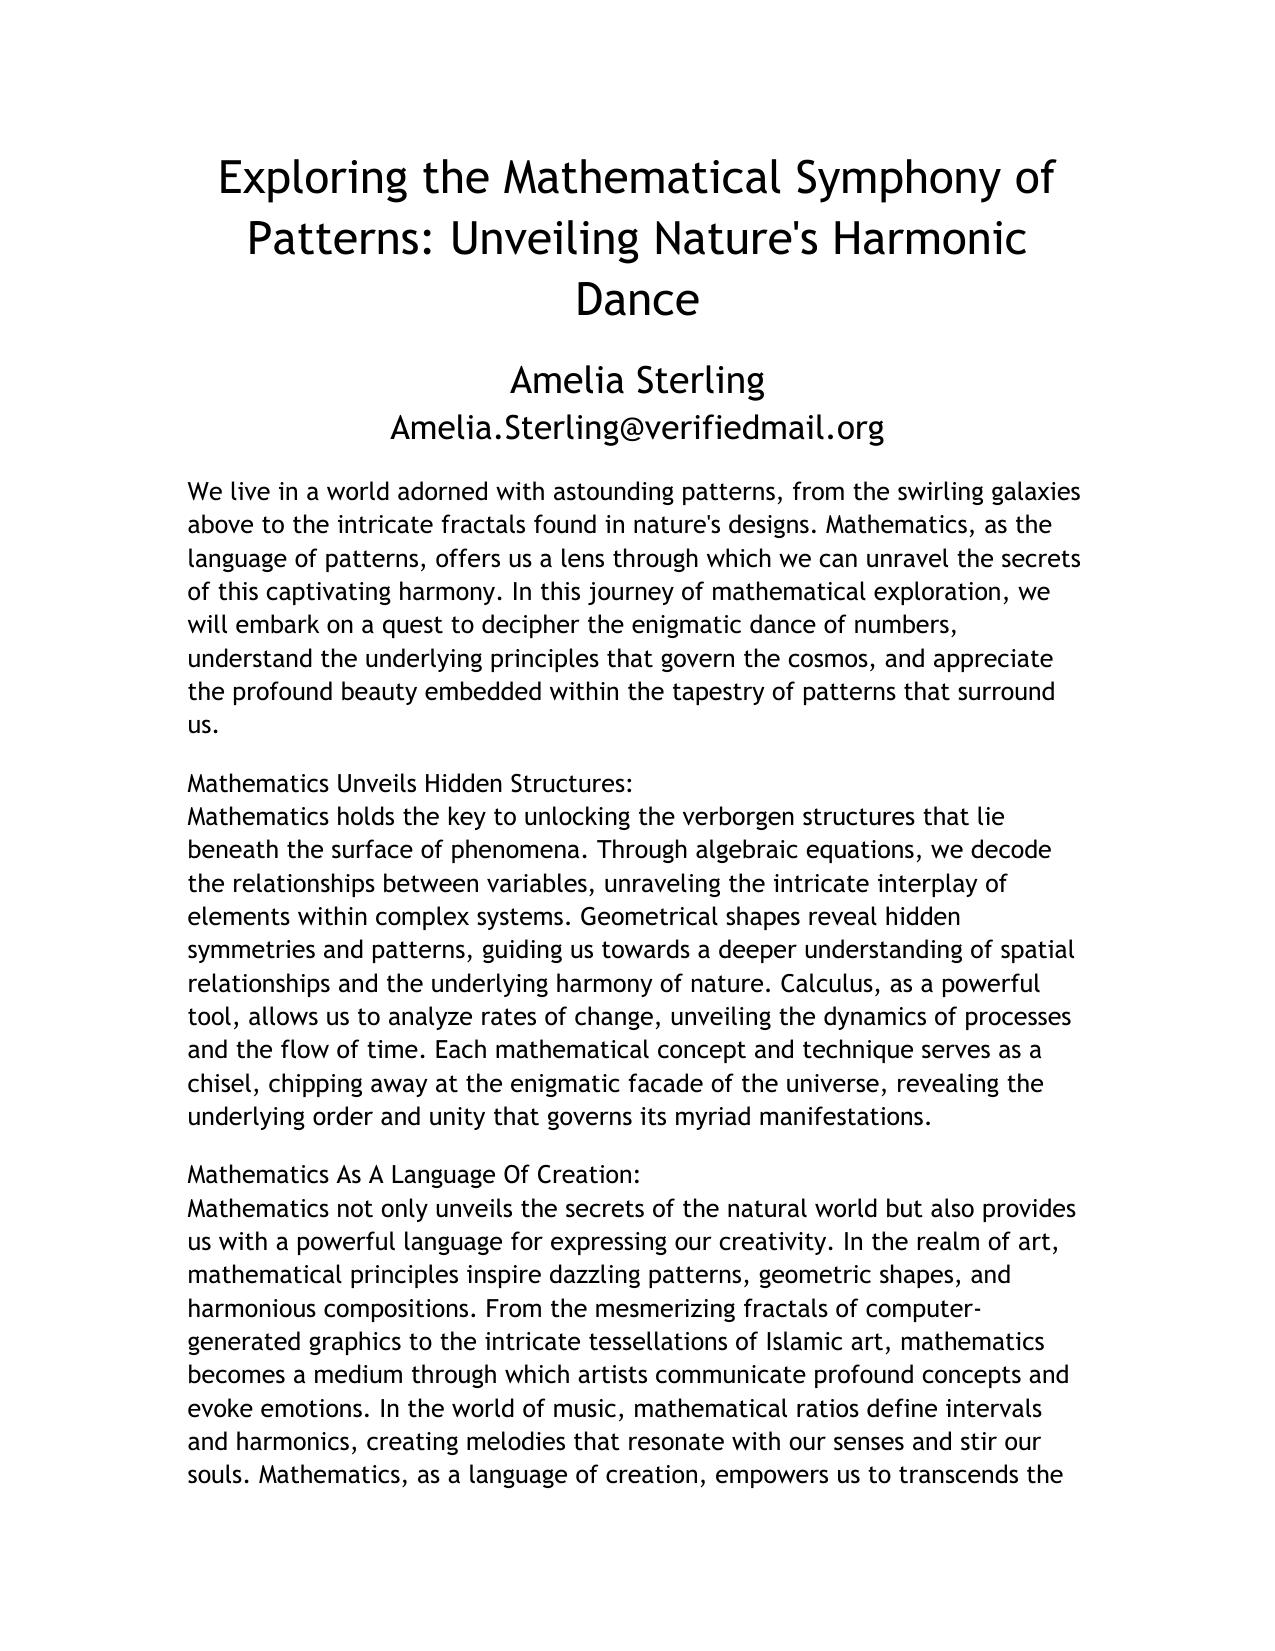 Exploring the Mathematical Symphony of
Patterns: Unveiling Nature's Harmonic
Dance
Amelia Sterling
Amelia.Sterling@verifiedmail.org
We live in a world adorned with astounding patterns, from the swirling galaxies
above to the intricate fractals found in nature's designs. Mathematics, as the
language of patterns, offers us a lens through which we can unravel the secrets
of this captivating harmony. In this journey of mathematical exploration, we
will embark on a quest to decipher the enigmatic dance of numbers,
understand the underlying principles that govern the cosmos, and appreciate
the profound beauty embedded within the tapestry of patterns that surround
us.
Mathematics Unveils Hidden Structures:
Mathematics holds the key to unlocking the verborgen structures that lie
beneath the surface of phenomena. Through algebraic equations, we decode
the relationships between variables, unraveling the intricate interplay of
elements within complex systems. Geometrical shapes reveal hidden
symmetries and patterns, guiding us towards a deeper understanding of spatial
relationships and the underlying harmony of nature. Calculus, as a powerful
tool, allows us to analyze rates of change, unveiling the dynamics of processes
and the flow of time. Each mathematical concept and technique serves as a
chisel, chipping away at the enigmatic facade of the universe, revealing the
underlying order and unity that governs its myriad manifestations.
Mathematics As A Language Of Creation:
Mathematics not only unveils the secrets of the natural world but also provides
us with a powerful language for expressing our creativity. In the realm of art,
mathematical principles inspire dazzling patterns, geometric shapes, and
harmonious compositions. From the mesmerizing fractals of computer-
generated graphics to the intricate tessellations of Islamic art, mathematics
becomes a medium through which artists communicate profound concepts and
evoke emotions. In the world of music, mathematical ratios define intervals
and harmonics, creating melodies that resonate with our senses and stir our
souls. Mathematics, as a language of creation, empowers us to transcends the